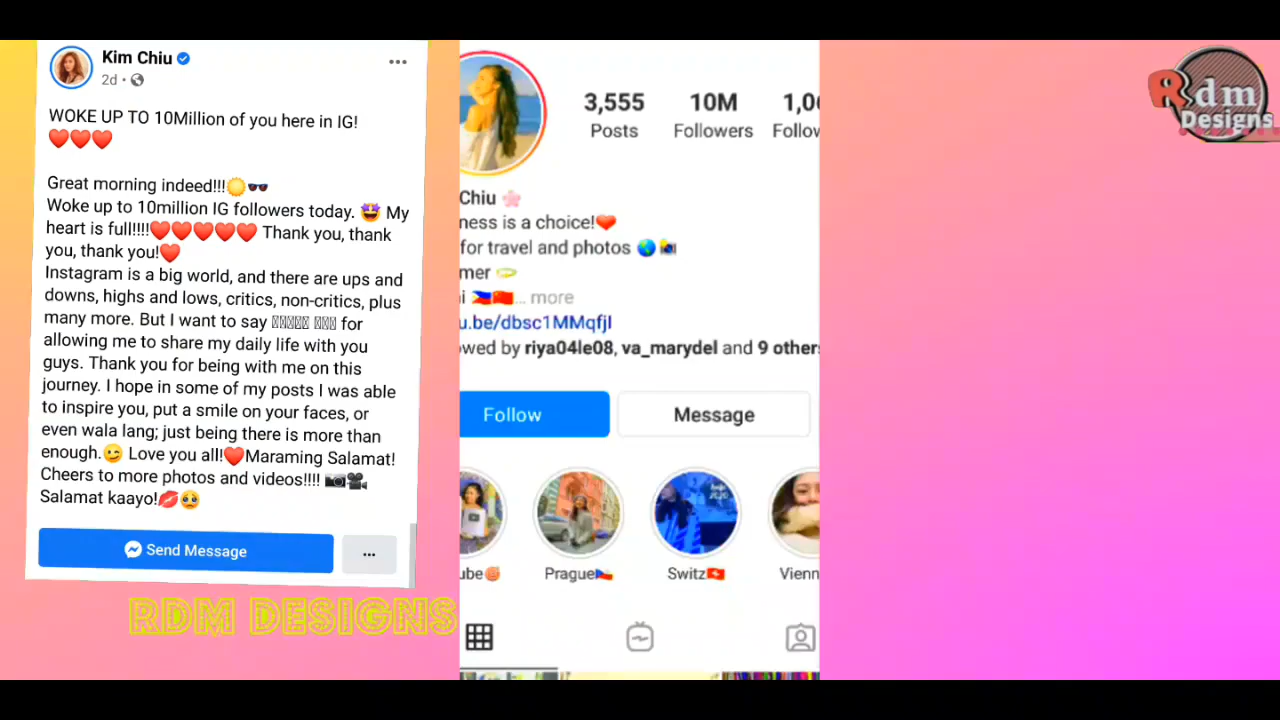 Kim Chiu
2d
WOKE UP TO 10Million of you here in IG!
❤️❤️❤️
Great morning indeed!!!🌞🕶️
Woke up to 10million IG followers today. 🤩 My
heart is full!!!!❤️❤️❤️❤️❤️ Thank you, thank
you, thank you!❤️
Instagram is a big world, and there are ups and
downs, highs and lows, critics, non-critics, plus
many more. But I want to say for
allowing me to share my daily life with you
guys. Thank you for being with me on this
journey. I hope in some of my posts I was able
to inspire you, put a smile on your faces, or
even wala lang; just being there is more than
enough.😉 Love you all!❤️Maraming Salamat!
Cheers to more photos and videos!!!! 📷🎥
Salamat kaayo!💋🥺
Send Message
RDM DESIGNS
3,555
Posts
10M
Followers
1,0
Follow
Chiu 🌸
ness is a choice!❤️
for travel and photos 🌎📸
mer
i 🇵🇭🇨🇳... more
u.be/dbsc1MMqfjI
owed by riya04le08, va_marydel and 9 others
Follow
Message
ube
Prague🇨🇿
Switz🇨🇭
Vienn
Rdm
Designs